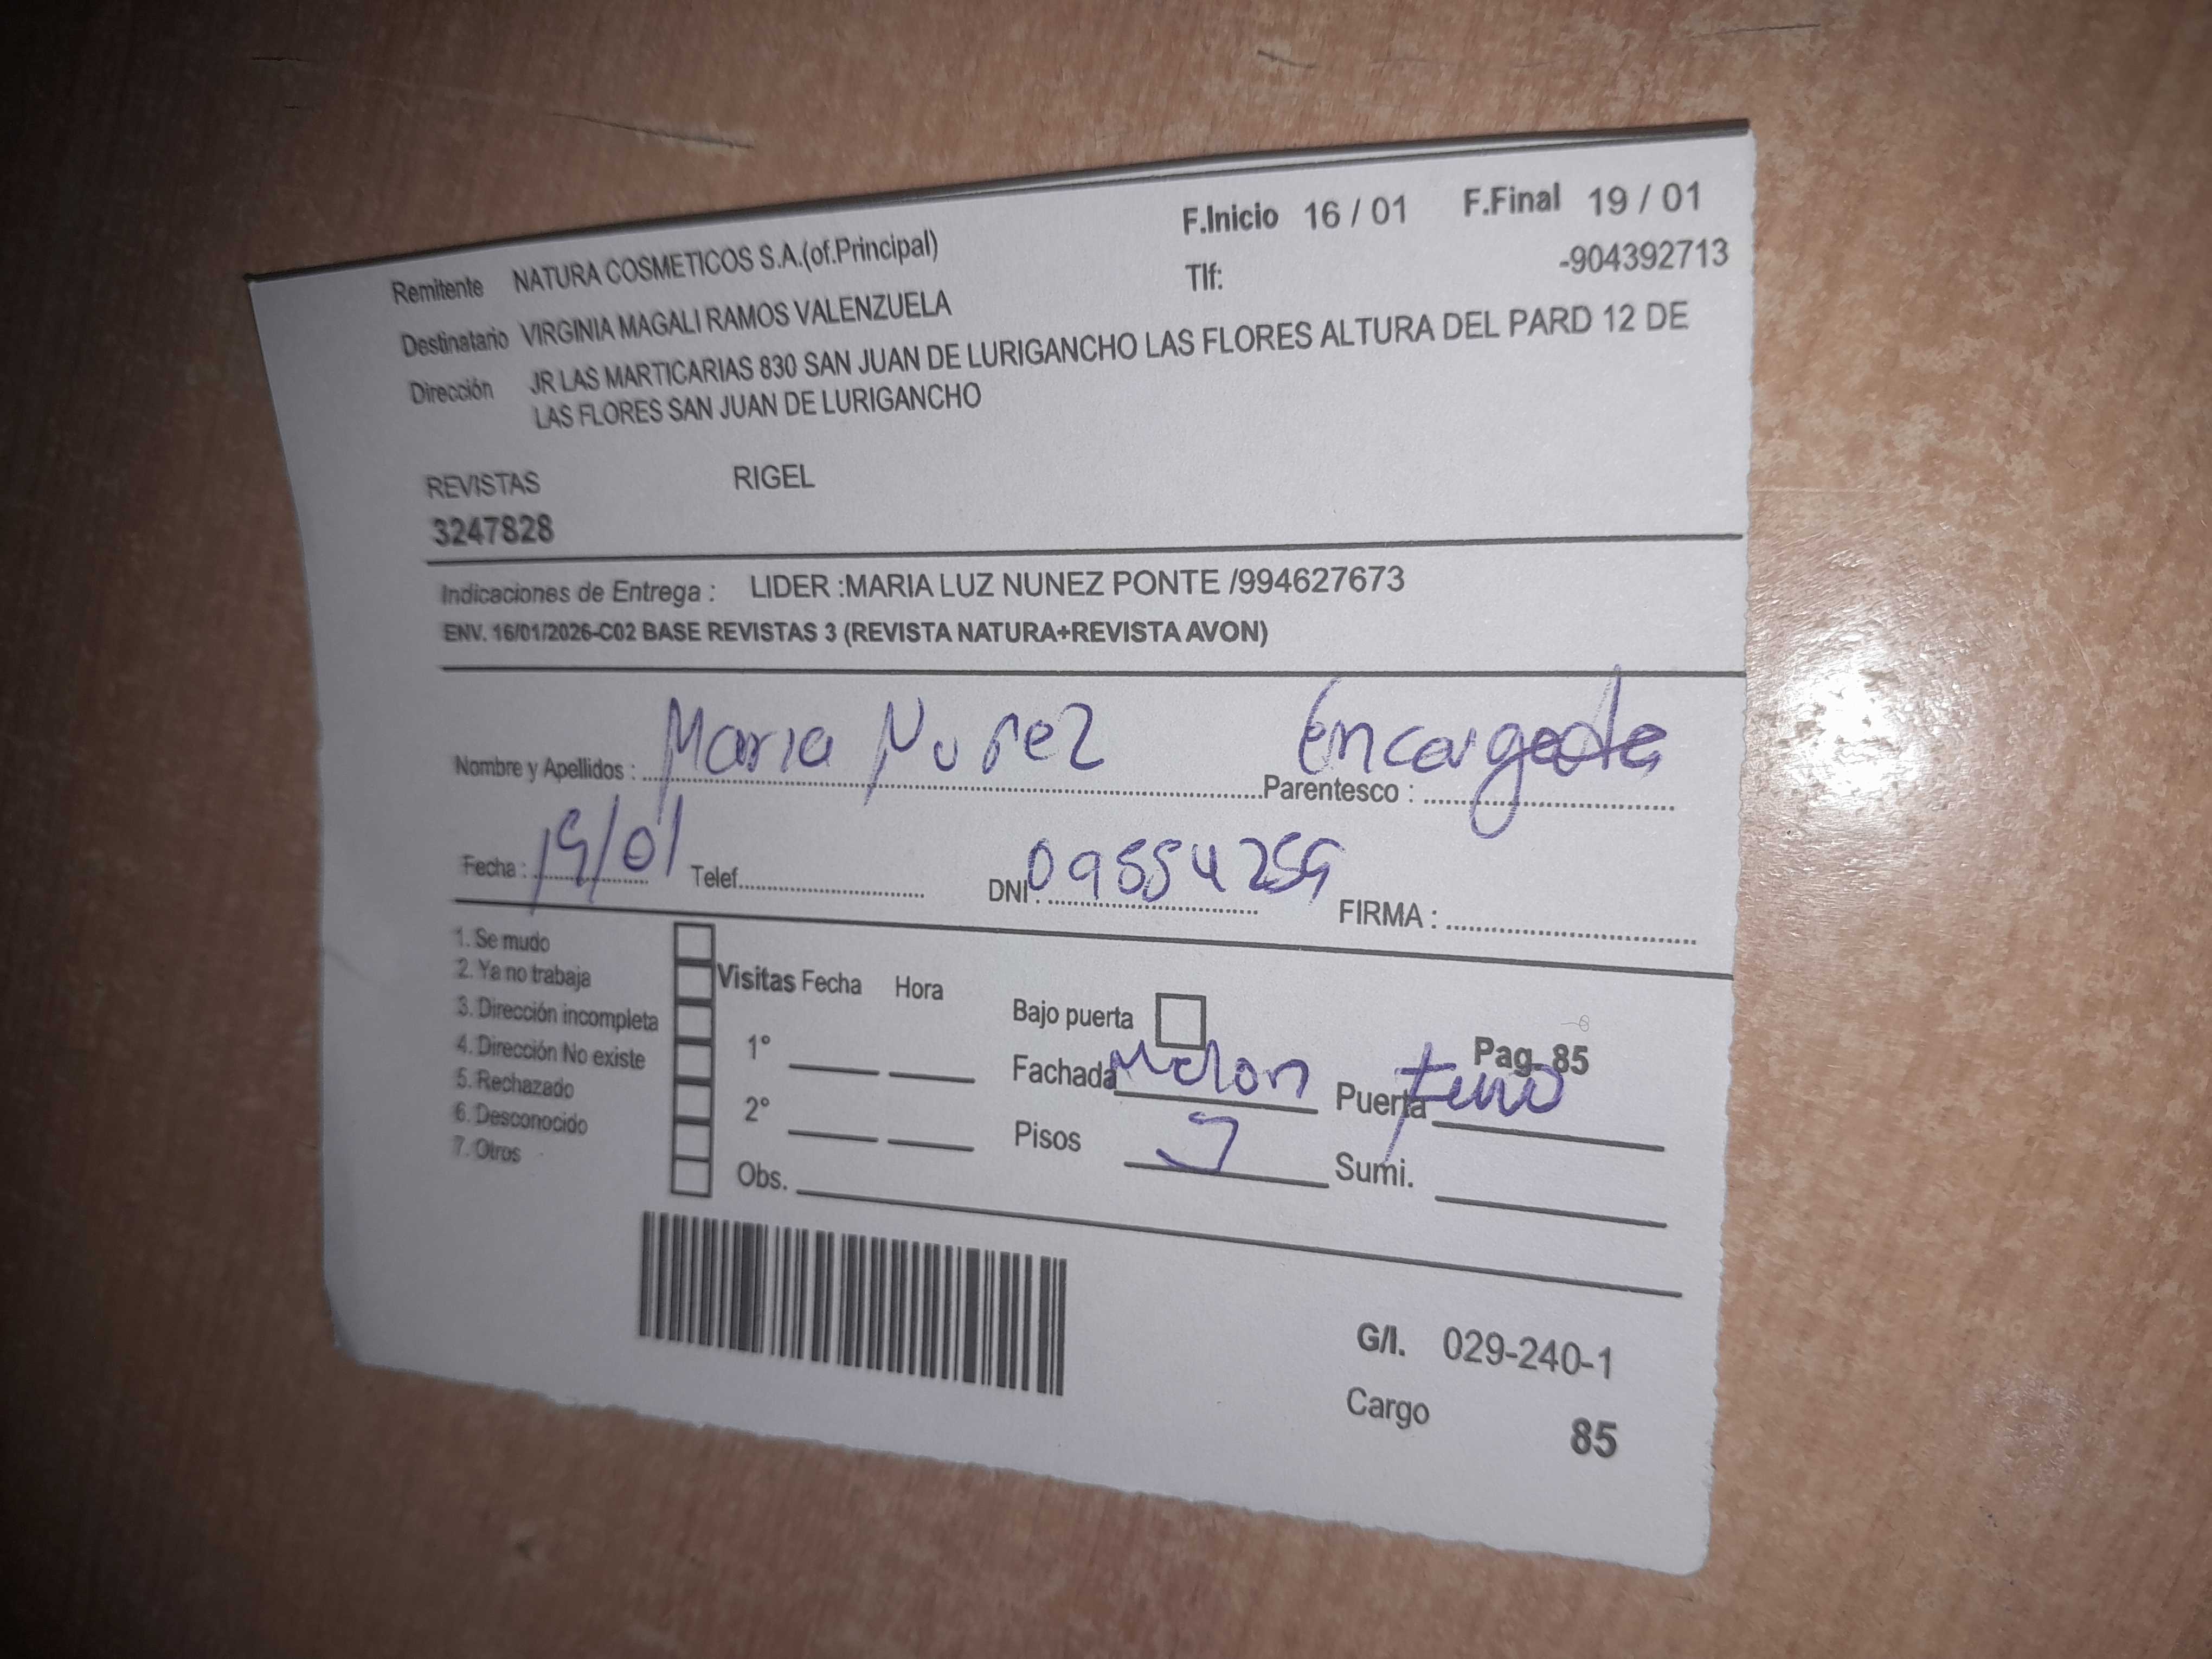 F.Inicio 16 / 01 F.Final 19 / 01
Remitente NATURA COSMETICOS S.A.(of.Principal) Tlf: -904392713
Destinatario VIRGINIA MAGALI RAMOS VALENZUELA
Dirección JR LAS MARTICARIAS 830 SAN JUAN DE LURIGANCHO LAS FLORES ALTURA DEL PARD 12 DE
LAS FLORES SAN JUAN DE LURIGANCHO
REVISTAS RIGEL
3247828
Indicaciones de Entrega : LIDER :MARIA LUZ NUNEZ PONTE /994627673
ENV. 16/01/2026-C02 BASE REVISTAS 3 (REVISTA NATURA+REVISTA AVON)
Nombre y Apellidos : Maria Nuñez Parentesco : Encargada
Fecha : 19/01 Telef. DNI. 09554259 FIRMA :
1. Se mudo
2. Ya no trabaja
3. Dirección incompleta
4. Dirección No existe
5. Rechazado
6. Desconocido
7. Otros
Visitas Fecha Hora
1°
2°
Obs.
Bajo puerta Pag. 85
Fachada Melon Puerta
Pisos Sumi.
G/I. 029-240-1
Cargo 85